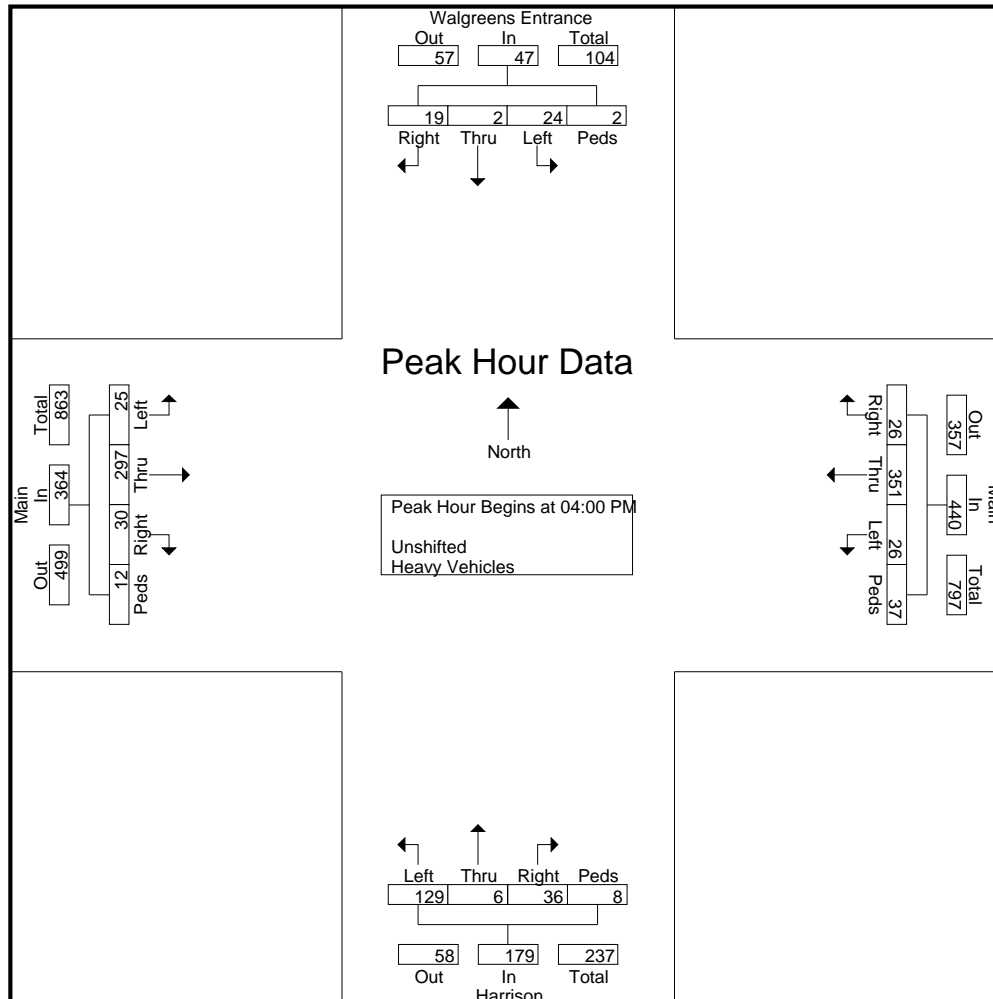 Walgreens Entrance
Out In Total
57 47 104
19 2 24 2
Right Thru Left Peds
Peak Hour Data
North
Peak Hour Begins at 04:00 PM
Unshifted
Heavy Vehicles
Main
Total In Out
863 364 499
25 297 30 12
Left Thru Right Peds
Right Thru Left Peds
26 351 26 37
Out In Total
357 440 797
Main
Left Thru Right Peds
129 6 36 8
58 179 237
Out In Total
Harrison